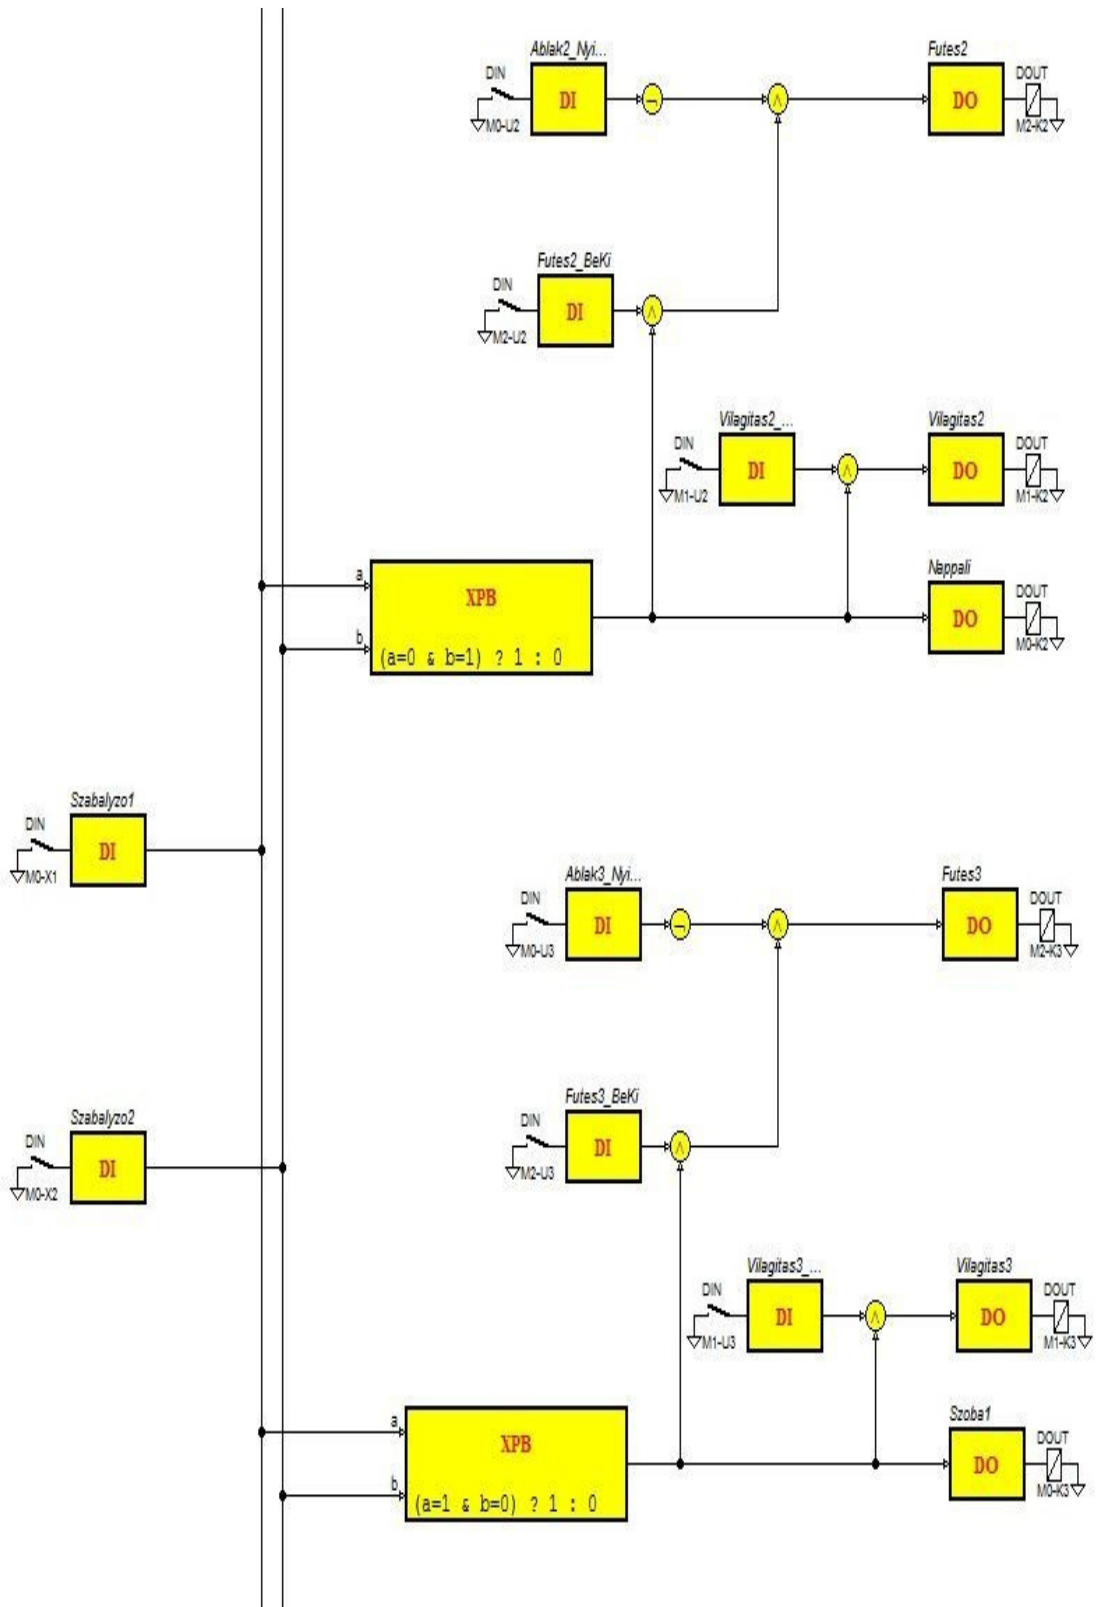 Ablak2_Nyi...
DIN
DI
M0-U2
¬
∧
Futes2
DO
DOUT
M2-K2
Futes2_BeKi
DIN
DI
M2-U2
∧
Vilagitas2_...
DIN
DI
M1-U2
∧
Vilagitas2
DO
DOUT
M1-K2
a
b
XPB
(a=0 & b=1) ? 1 : 0
Nappali
DO
DOUT
M0-K2
Szabalyzo1
DIN
DI
M0-X1
Ablak3_Nyi...
DIN
DI
M0-U3
¬
∧
Futes3
DO
DOUT
M2-K3
Szabalyzo2
DIN
DI
M0-X2
Futes3_BeKi
DIN
DI
M2-U3
∧
Vilagitas3_...
DIN
DI
M1-U3
∧
Vilagitas3
DO
DOUT
M1-K3
a
b
XPB
(a=1 & b=0) ? 1 : 0
Szoba1
DO
DOUT
M0-K3